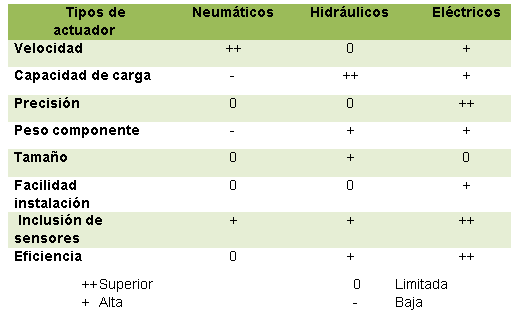 Tipos de actuador Neumáticos Hidráulicos Eléctricos
Velocidad ++ 0 +
Capacidad de carga - ++ +
Precisión 0 0 ++
Peso componente - + +
Tamaño 0 + 0
Facilidad instalación 0 0 +
Inclusión de sensores + + ++
Eficiencia 0 + ++
++ Superior 0 Limitada
+ Alta - Baja